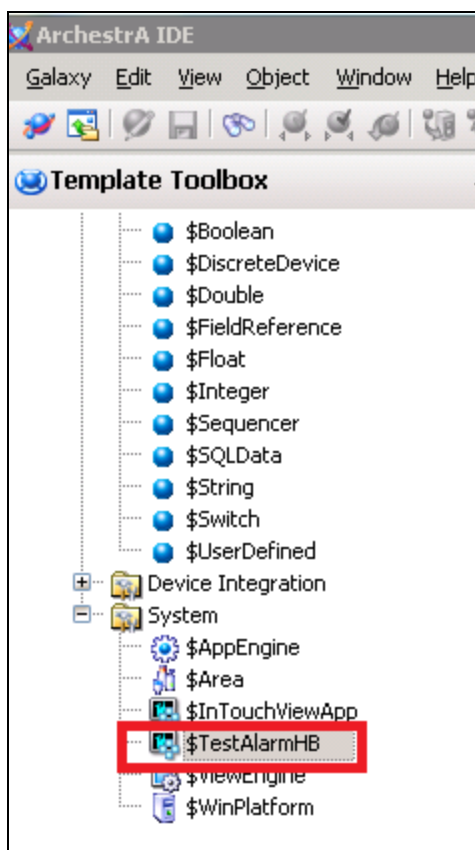 ArchestrA IDE
Galaxy Edit View Object Window Help
Template Toolbox
$Boolean
$DiscreteDevice
$Double
$FieldReference
$Float
$Integer
$Sequencer
$SQLData
$String
$Switch
$UserDefined
Device Integration
System
$AppEngine
$Area
$InTouchViewApp
$TestAlarmHB
$ViewEngine
$WinPlatform